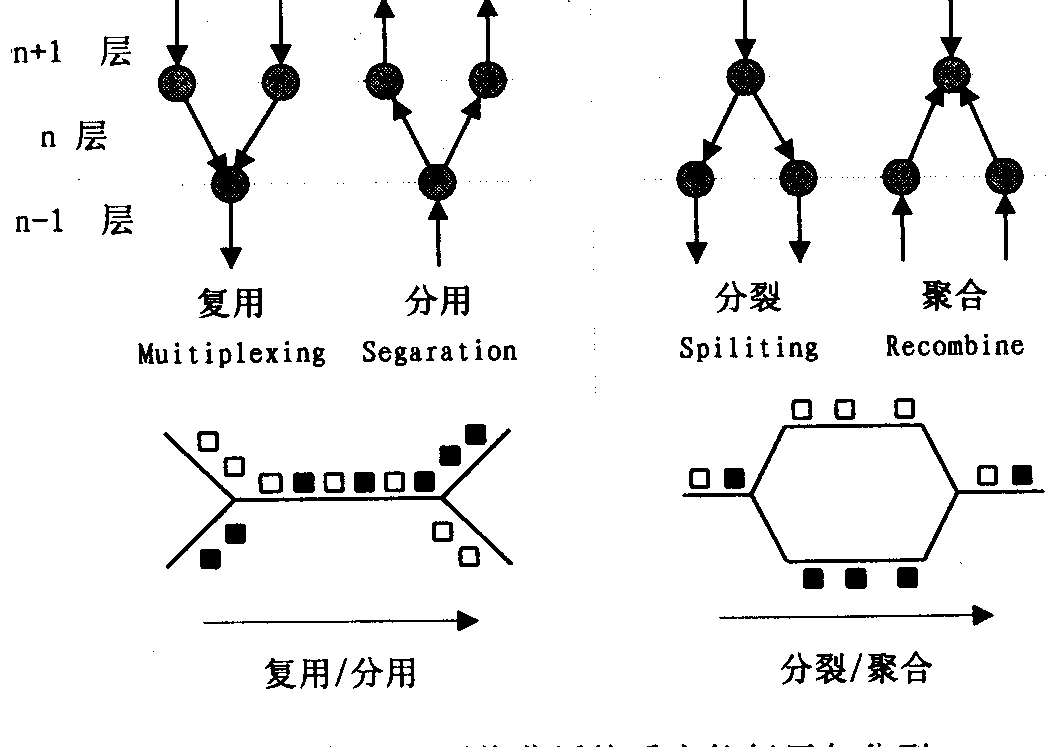 n+1 层
n 层
n-1 层
复用 分用 分裂 聚合
Muitiplexing Segaration Spiliting Recombine
复用/分用 分裂/聚合